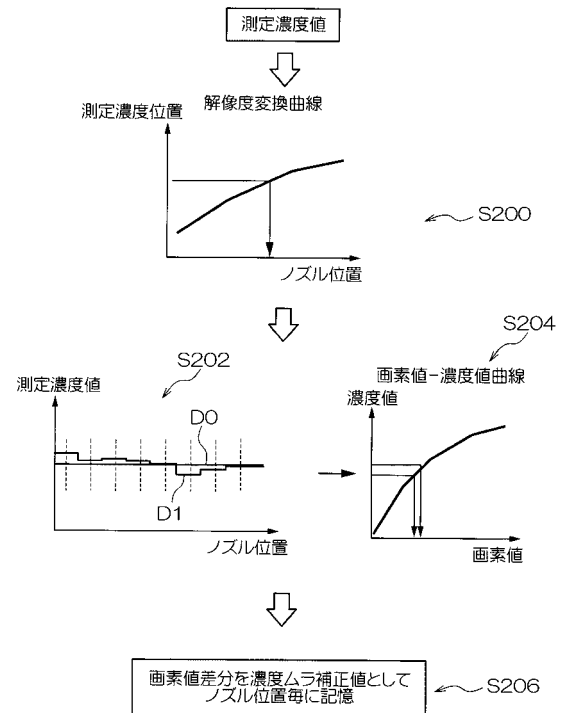 測定濃度値
解像度変換曲線
測定濃度位置
S200
ノズル位置
S202
S204
測定濃度値
D0
D1
ノズル位置
画素値−濃度値曲線
濃度値
画素値
画素値差分を濃度ムラ補正値として
ノズル位置毎に記憶
S206